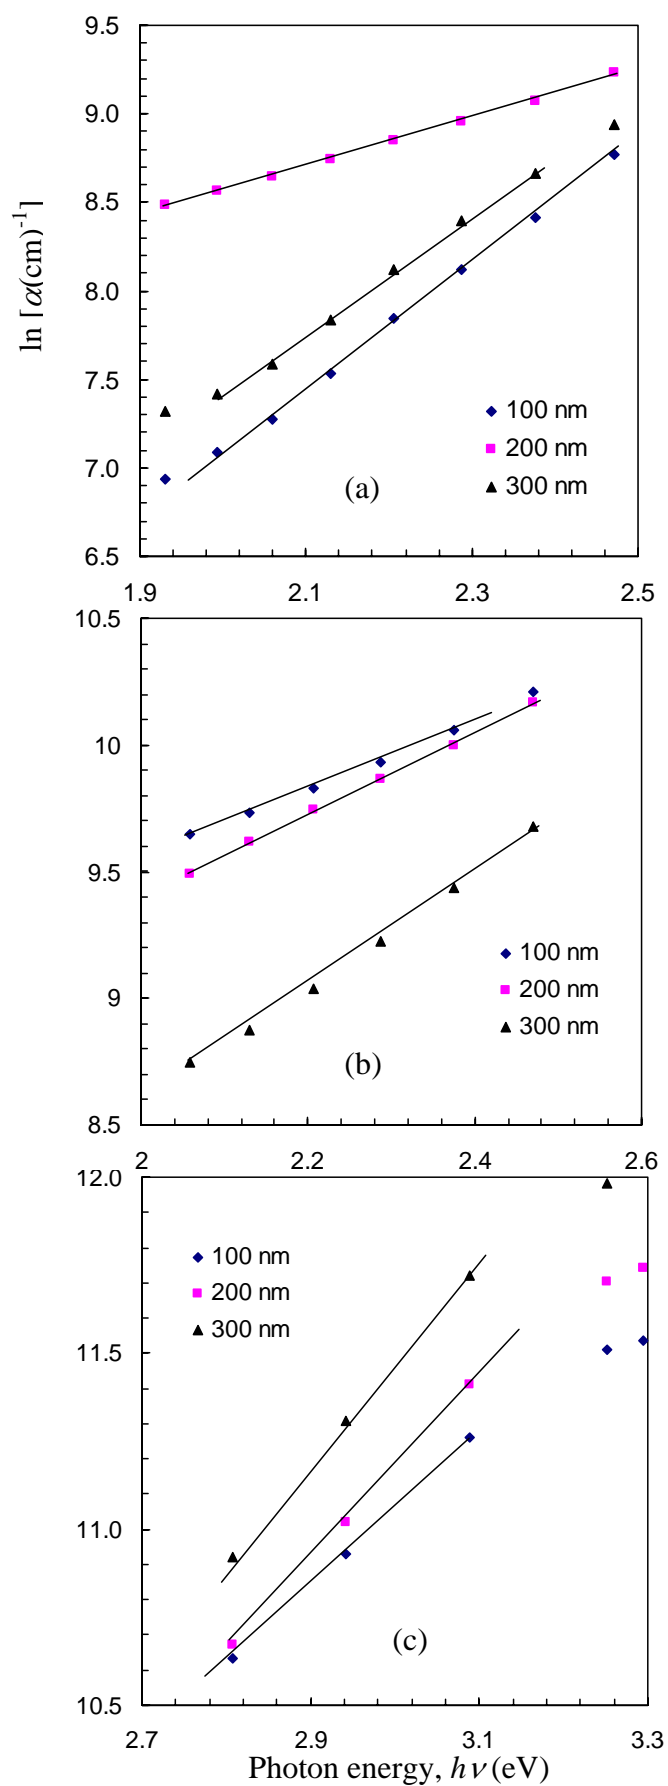 9.5
9.0
8.5
8.0
7.5
7.0
6.5
ln [α(cm)⁻¹]
100 nm
200 nm
300 nm
(a)
1.9 2.1 2.3 2.5
10.5
10
9.5
9
8.5
100 nm
200 nm
300 nm
(b)
2 2.2 2.4 2.6
12.0
11.5
11.0
10.5
100 nm
200 nm
300 nm
(c)
2.7 2.9 3.1 3.3
Photon energy, hν (eV)